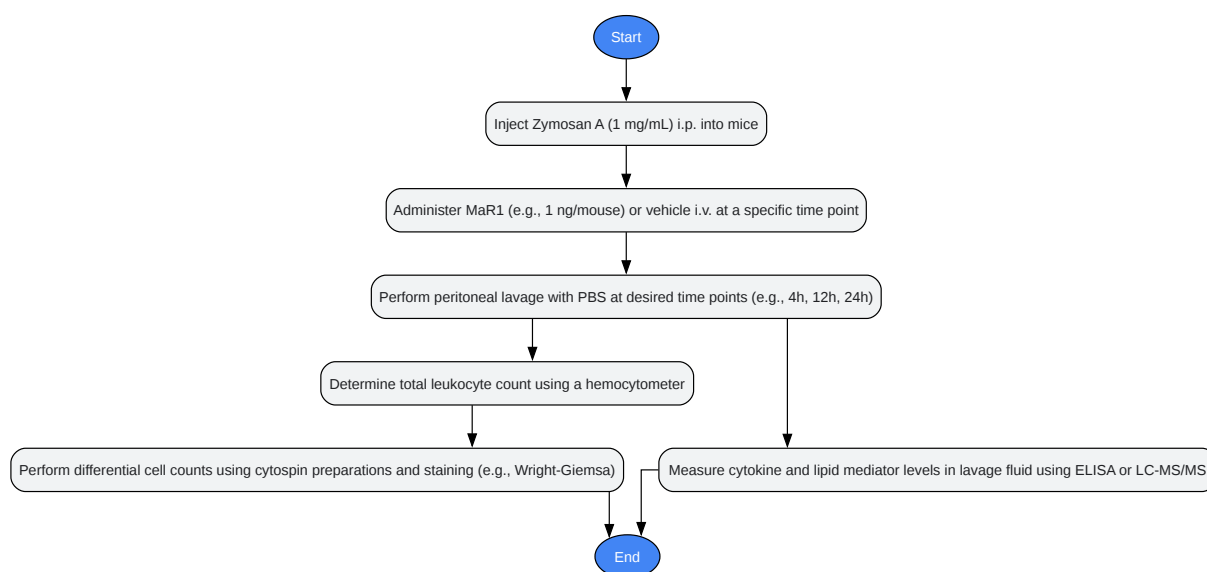 Start
Inject Zymosan A (1 mg/mL) i.p. into mice
Administer MaR1 (e.g., 1 ng/mouse) or vehicle i.v. at a specific time point
Perform peritoneal lavage with PBS at desired time points (e.g., 4h, 12h, 24h)
Determine total leukocyte count using a hemocytometer
Perform differential cell counts using cytospin preparations and staining (e.g., Wright-Giemsa)
Measure cytokine and lipid mediator levels in lavage fluid using ELISA or LC-MS/MS
End